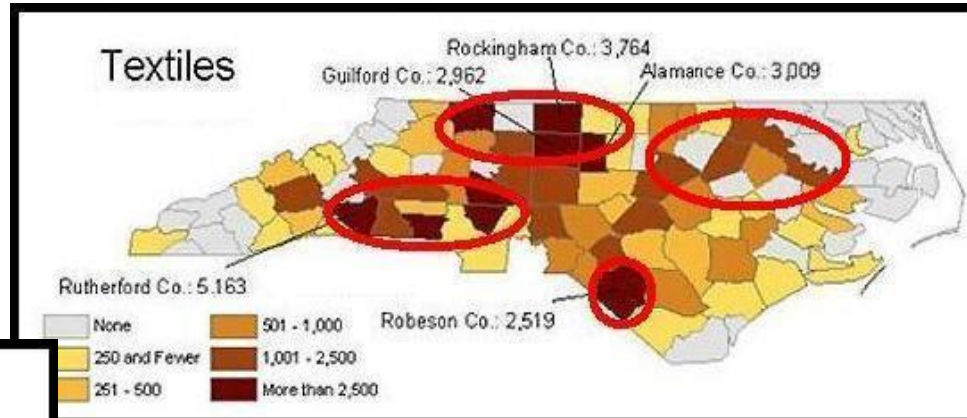 Textiles
Rockingham Co.: 3,764
Guilford Co.: 2,962
Alamance Co.: 3,009
Rutherford Co.: 5.163
Robeson Co.: 2,519
None
250 and Fewer
251 - 500
501 - 1,000
1,001 - 2,500
More than 2,500